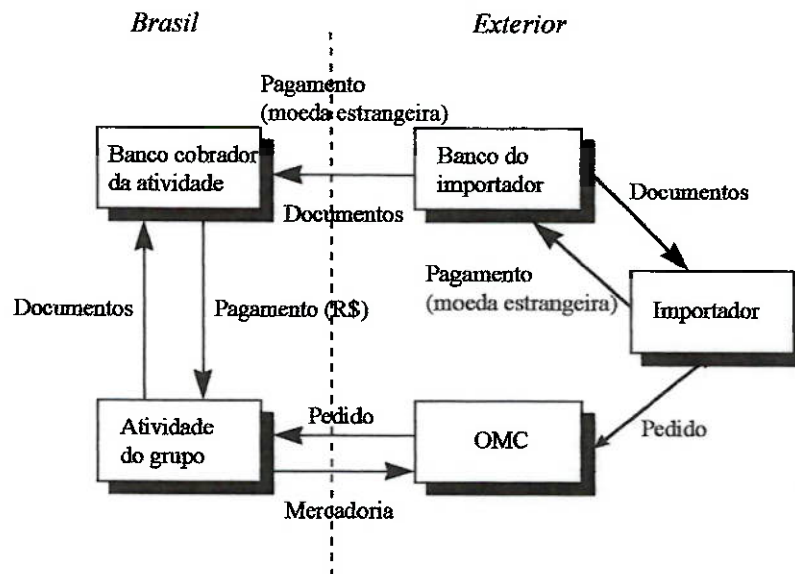 Brasil
Exterior
Pagamento
(moeda estrangeira)
Banco cobrador
da atividade
Banco do
importador
Documentos
Documentos
Pagamento
(moeda estrangeira)
Importador
Documentos
Pagamento (R$)
Atividade
do grupo
Pedido
OMC
Pedido
Mercadoria